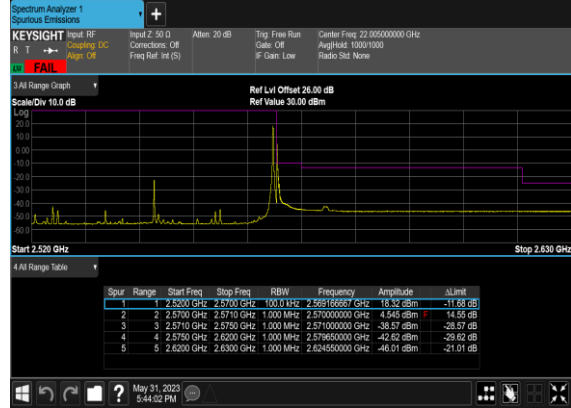 Spectrum Analyzer 1
Spurious Emissions
KEYSIGHT Input: RF Input Z: 50 Ω Atten: 20 dB Trig: Free Run Center Freq: 22.005000000 GHz
R T Coupling: DC Corrections: Off Gate: Off Avg|Hold: 1000/1000
Align: Off Freq Ref: Int (S) IF Gain: Low Radio Std: None
LW FAIL
3 All Range Graph
Ref Lvl Offset 26.00 dB
Scale/Div 10.0 dB Ref Value 30.00 dBm
Log
20.0
10.0
0.00
-10.0
-20.0
-30.0
-40.0
-50.0
-60.0
Start 2.520 GHz Stop 2.630 GHz
4 All Range Table
Spur Range Start Freq Stop Freq RBW Frequency Amplitude ΔLimit
1 1 2.5200 GHz 2.5700 GHz 100.0 kHz 2.569166667 GHz 18.32 dBm -11.68 dB
2 2 2.5700 GHz 2.5710 GHz 1.000 MHz 2.570000000 GHz 4.545 dBm F 14.55 dB
3 3 2.5710 GHz 2.5750 GHz 1.000 MHz 2.571000000 GHz -38.57 dBm -28.57 dB
4 4 2.5750 GHz 2.6200 GHz 1.000 MHz 2.579650000 GHz -42.62 dBm -29.62 dB
5 5 2.6200 GHz 2.6300 GHz 1.000 MHz 2.624550000 GHz -46.01 dBm -21.01 dB
May 31, 2023
5:44:02 PM